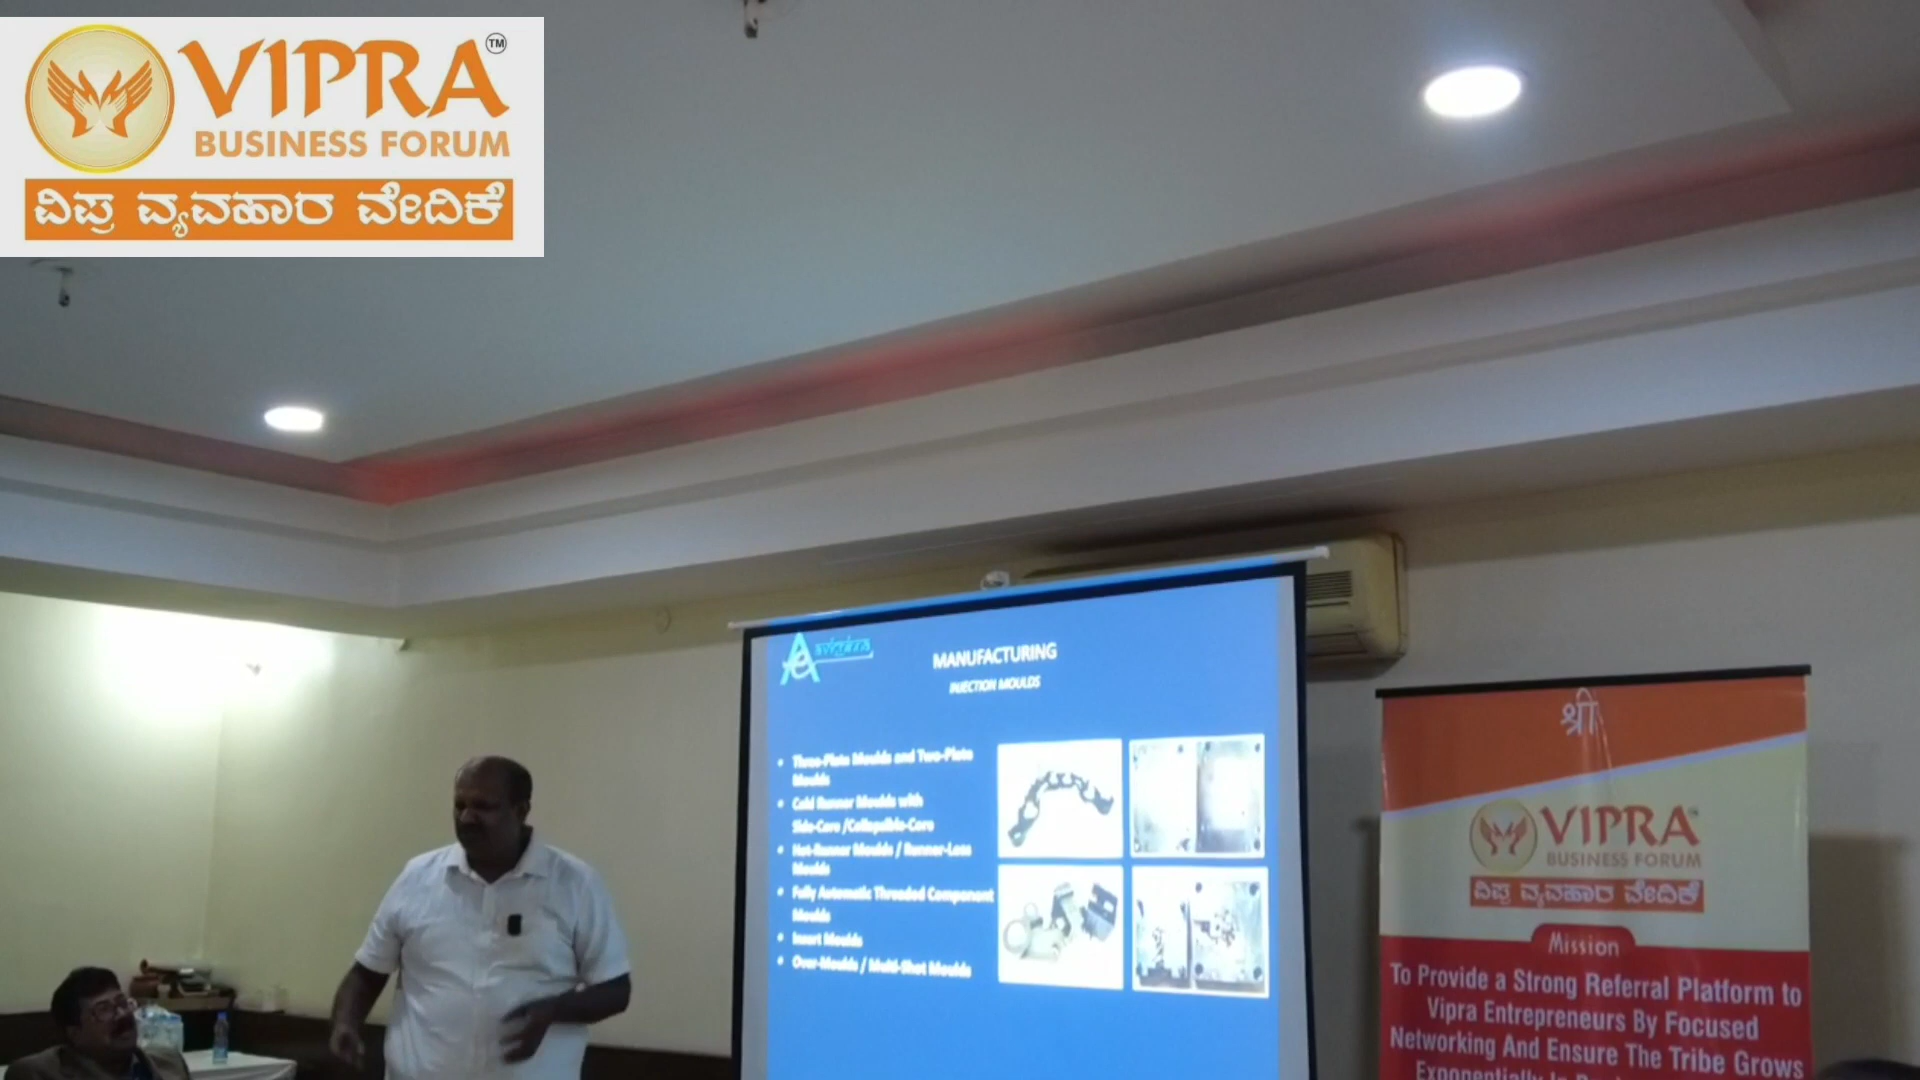 VIPRA TM
BUSINESS FORUM
ವಿಪ್ರ ವ್ಯವಹಾರ ವೇದಿಕೆ
MANUFACTURING
INJECTION MOULDS
• Three-Plate Moulds and Two-Plate
Moulds
• Cold Runner Moulds with
Side-Core /Collapsible-Core
• Hot-Runner Moulds / Runner-Less
Moulds
• Fully Automatic Threaded Component
Moulds
• Insert Moulds
• Over-Moulds / Multi-Shot Moulds
श्री
VIPRA
BUSINESS FORUM
ವಿಪ್ರ ವ್ಯವಹಾರ ವೇದಿಕೆ
Mission
To Provide a Strong Referral Platform to
Vipra Entrepreneurs By Focused
Networking And Ensure The Tribe Grows
Exponentially